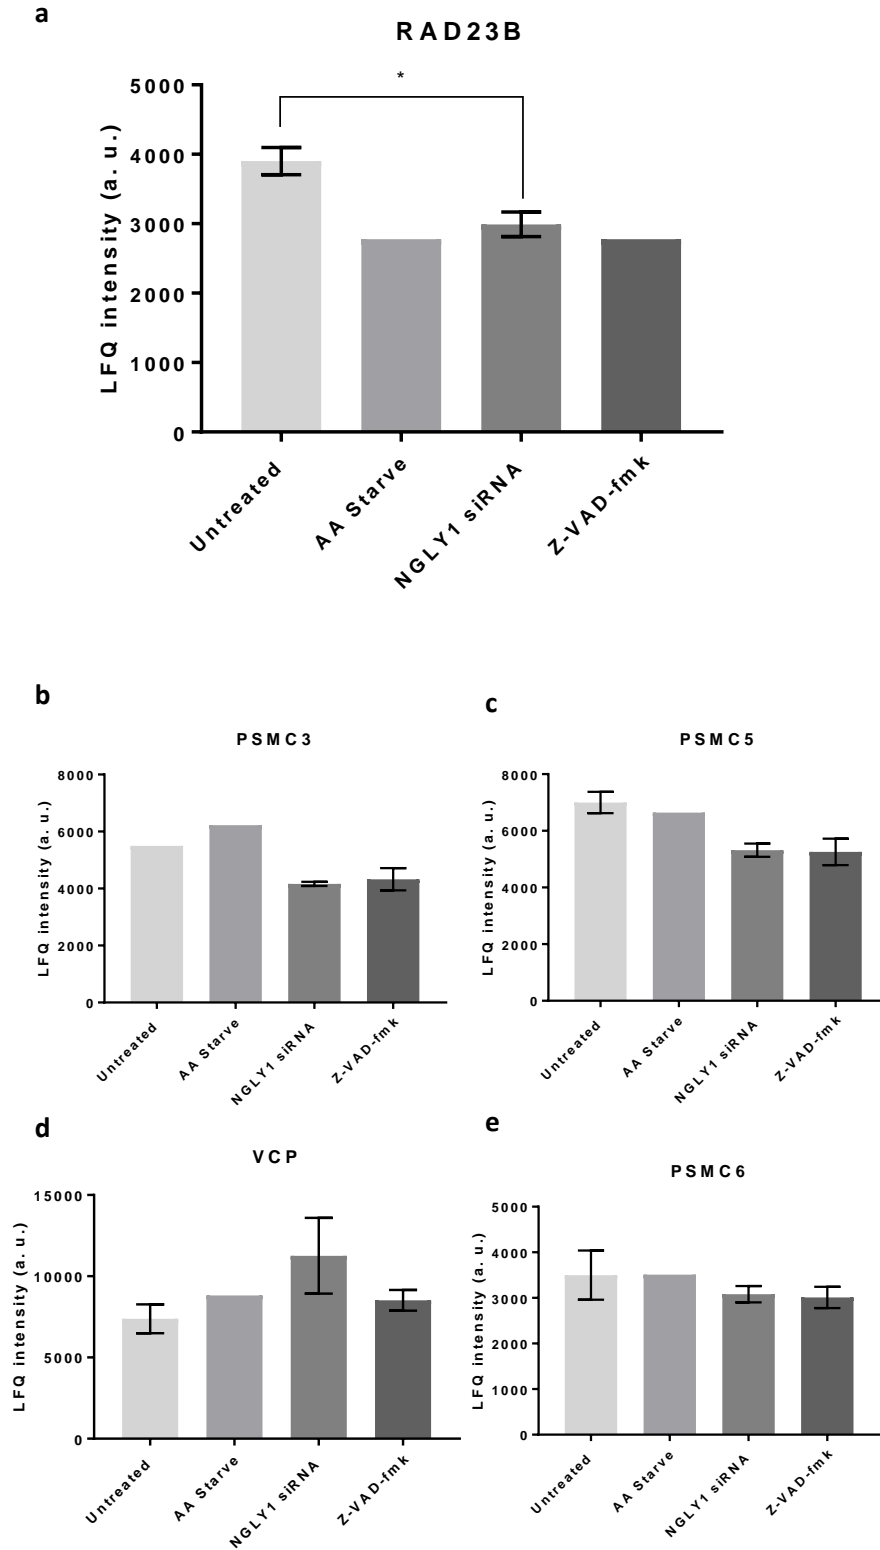 a
RAD23B
*
5000
4000
3000
2000
1000
0
LFQ intensity (a. u.)
Untreated
AA Starve
NGLY1 siRNA
Z-VAD-fmk
b
PSMC3
8000
6000
4000
2000
0
LFQ intensity (a. u.)
Untreated
AA Starve
NGLY1 siRNA
Z-VAD-fmk
c
PSMC5
8000
6000
4000
2000
0
LFQ intensity (a. u.)
Untreated
AA Starve
NGLY1 siRNA
Z-VAD-fmk
d
VCP
15000
10000
5000
0
LFQ intensity (a. u.)
Untreated
AA Starve
NGLY1 siRNA
Z-VAD-fmk
e
PSMC6
5000
4000
3000
2000
1000
0
LFQ intensity (a. u.)
Untreated
AA Starve
NGLY1 siRNA
Z-VAD-fmk